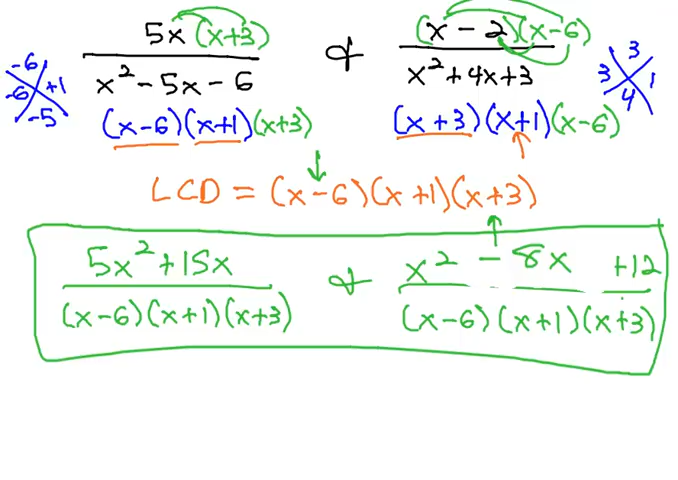 5x (x+3) & (x - 2)(x-6)
x² - 5x - 6 x² + 4x + 3
-6 -6 +1 -5 3 3 1 4
(x-6)(x+1)(x+3) (x+3)(x+1)(x-6)
LCD = (x-6)(x+1)(x+3)
5x² + 15x & x² - 8x + 12
(x-6)(x+1)(x+3) (x-6)(x+1)(x+3)